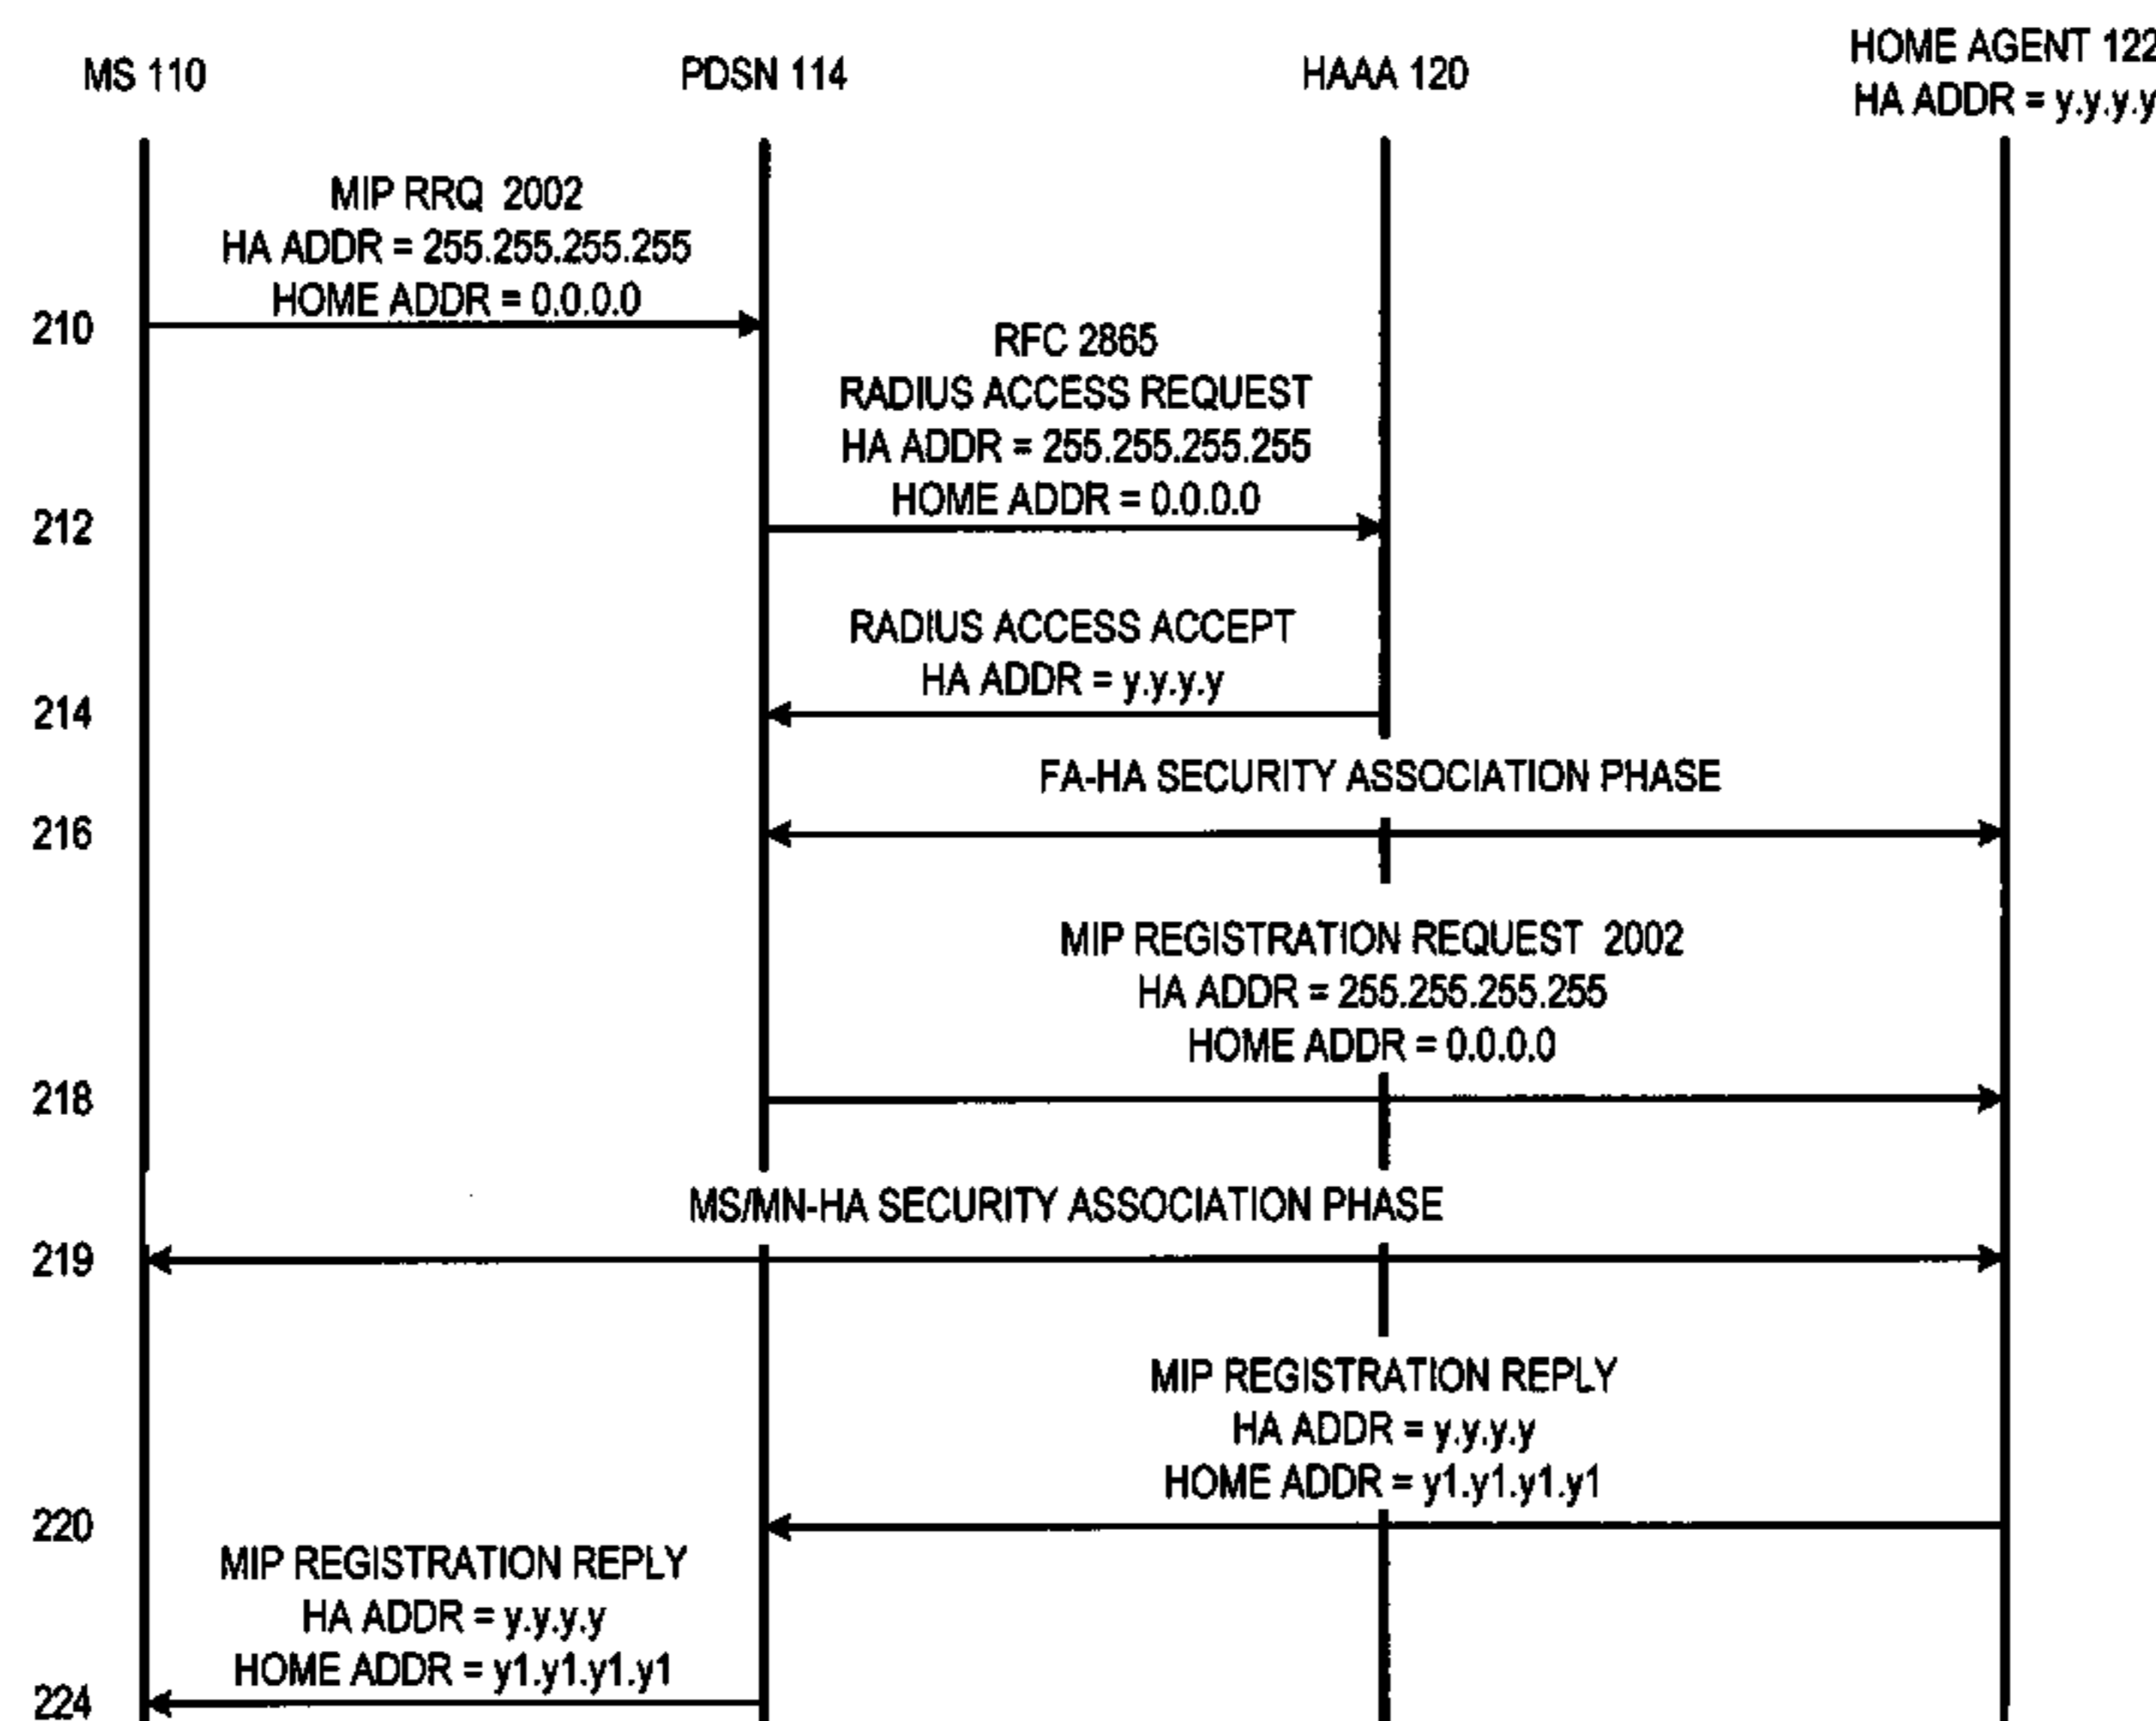 MS 110
PDSN 114
HAAA 120
HOME AGENT 122
HA ADDR = y.y.y.y
MIP RRQ 2002
HA ADDR = 255.255.255.255
HOME ADDR = 0.0.0.0
210
RFC 2865
RADIUS ACCESS REQUEST
HA ADDR = 255.255.255.255
HOME ADDR = 0.0.0.0
212
RADIUS ACCESS ACCEPT
HA ADDR = y.y.y.y
214
FA-HA SECURITY ASSOCIATION PHASE
216
MIP REGISTRATION REQUEST 2002
HA ADDR = 255.255.255.255
HOME ADDR = 0.0.0.0
218
MS/MN-HA SECURITY ASSOCIATION PHASE
219
MIP REGISTRATION REPLY
HA ADDR = y.y.y.y
HOME ADDR = y1.y1.y1.y1
220
MIP REGISTRATION REPLY
HA ADDR = y.y.y.y
HOME ADDR = y1.y1.y1.y1
224